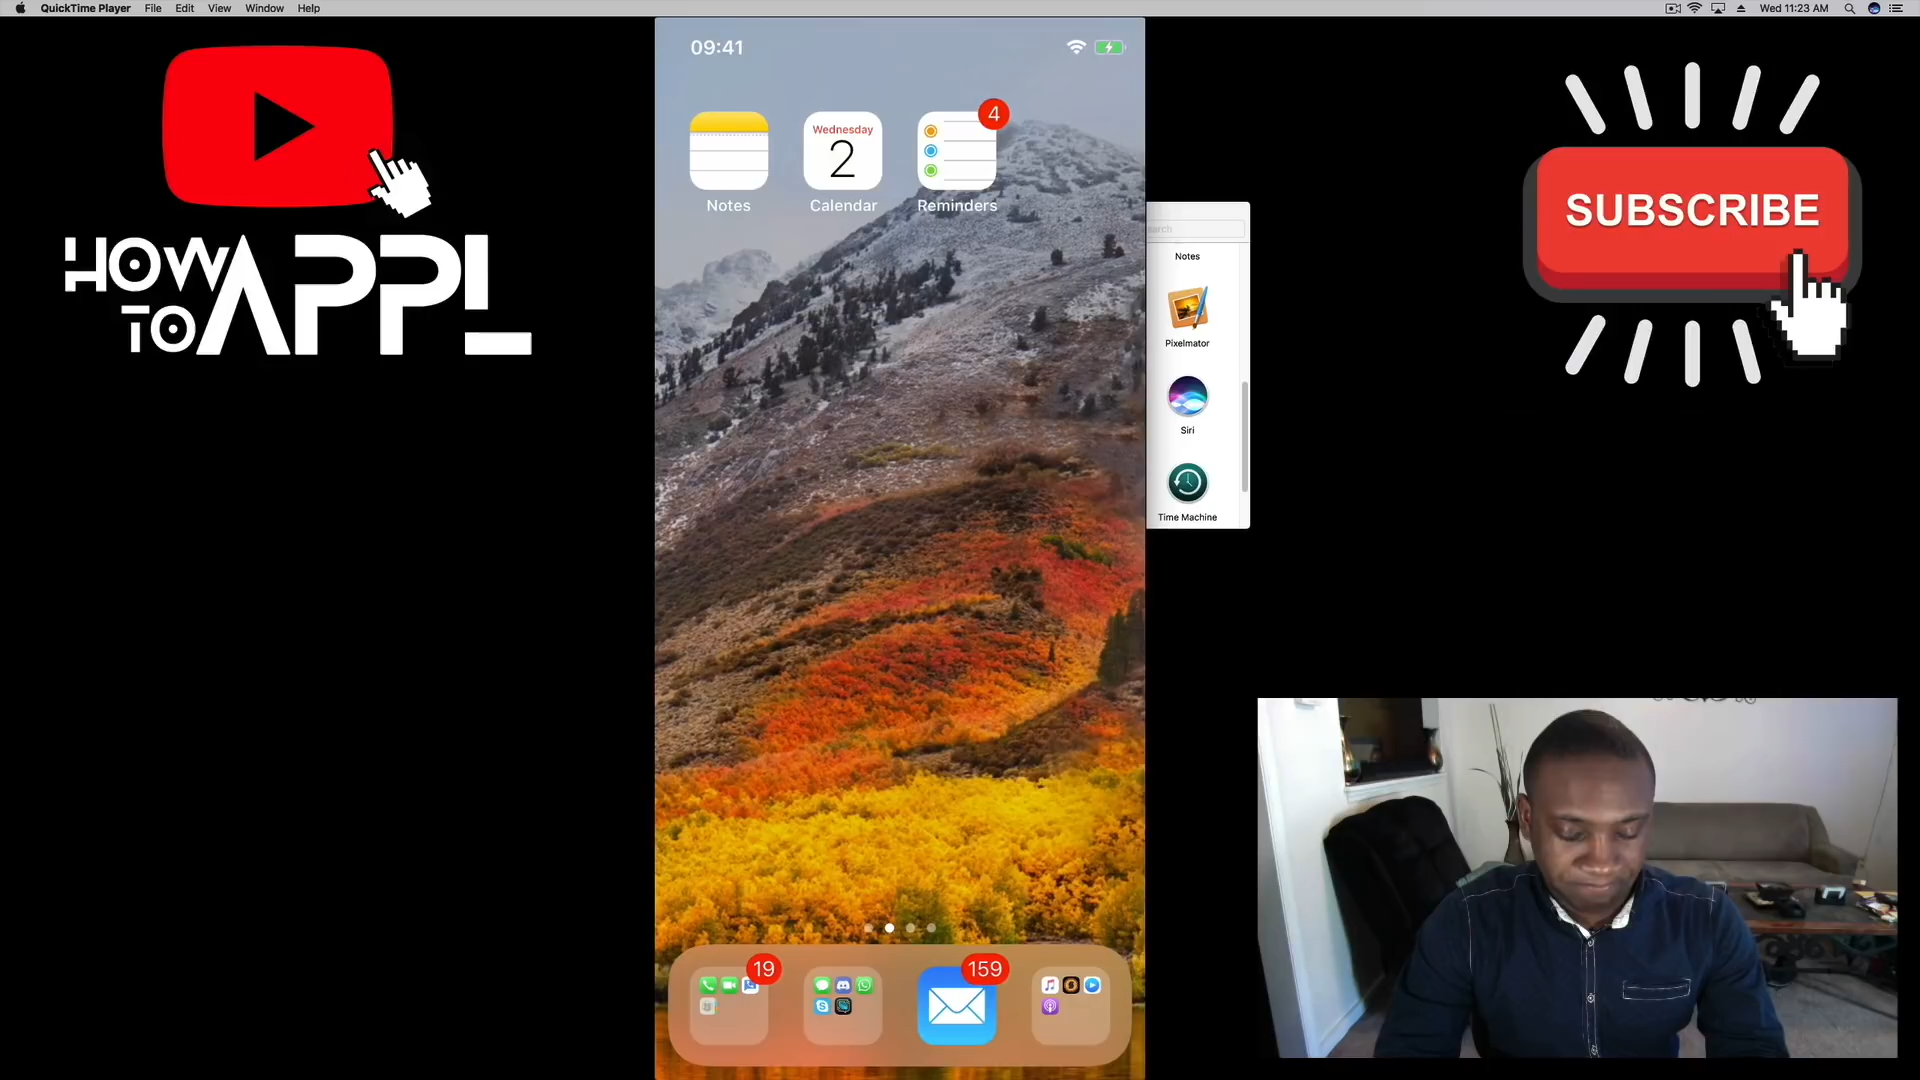 QuickTime Player File Edit View Window Help
Wed 11:23 AM
09:41
HOW
TO
APPL
4
Wednesday
2
Notes
Calendar
Reminders
SUBSCRIBE
Notes
Pixelmator
Siri
Time Machine
19
159